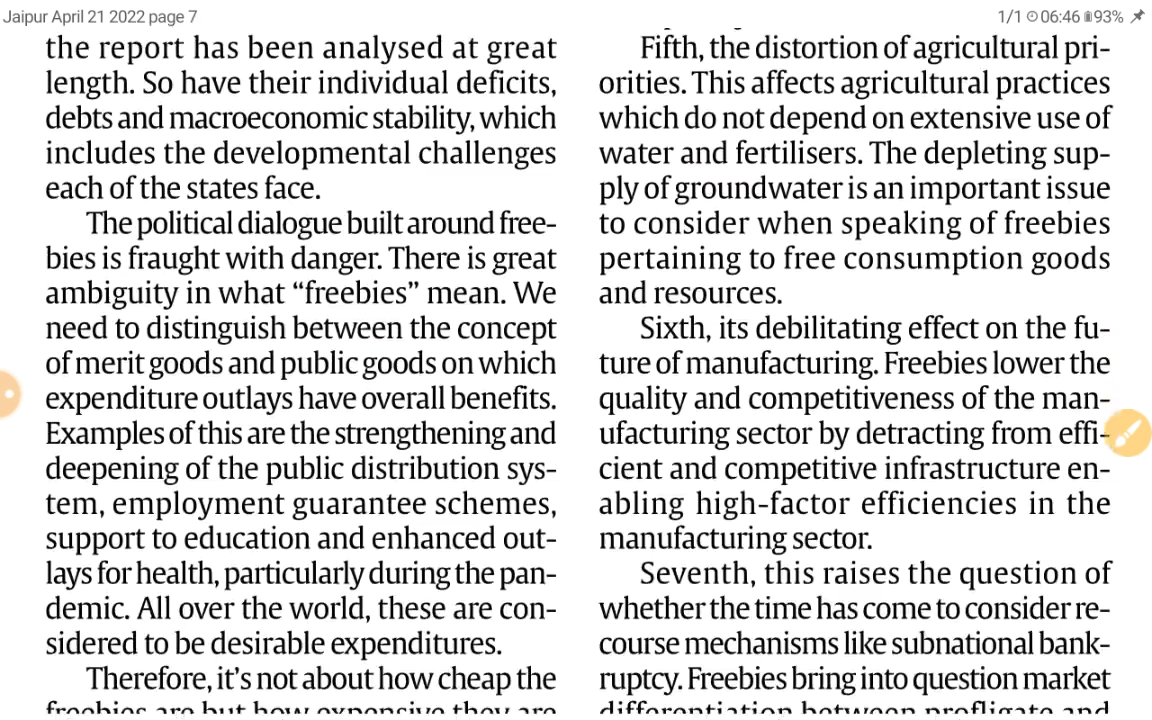 Jaipur April 21 2022 page 7
1/1 06:46 93%
the report has been analysed at great
length. So have their individual deficits,
debts and macroeconomic stability, which
includes the developmental challenges
each of the states face.
The political dialogue built around free-
bies is fraught with danger. There is great
ambiguity in what “freebies” mean. We
need to distinguish between the concept
of merit goods and public goods on which
expenditure outlays have overall benefits.
Examples of this are the strengthening and
deepening of the public distribution sys-
tem, employment guarantee schemes,
support to education and enhanced out-
lays for health, particularly during the pan-
demic. All over the world, these are con-
sidered to be desirable expenditures.
Therefore, it’s not about how cheap the
freebies are but how expensive they are
Fifth, the distortion of agricultural pri-
orities. This affects agricultural practices
which do not depend on extensive use of
water and fertilisers. The depleting sup-
ply of groundwater is an important issue
to consider when speaking of freebies
pertaining to free consumption goods
and resources.
Sixth, its debilitating effect on the fu-
ture of manufacturing. Freebies lower the
quality and competitiveness of the man-
ufacturing sector by detracting from effi-
cient and competitive infrastructure en-
abling high-factor efficiencies in the
manufacturing sector.
Seventh, this raises the question of
whether the time has come to consider re-
course mechanisms like subnational bank-
ruptcy. Freebies bring into question market
differentiation between profligate and